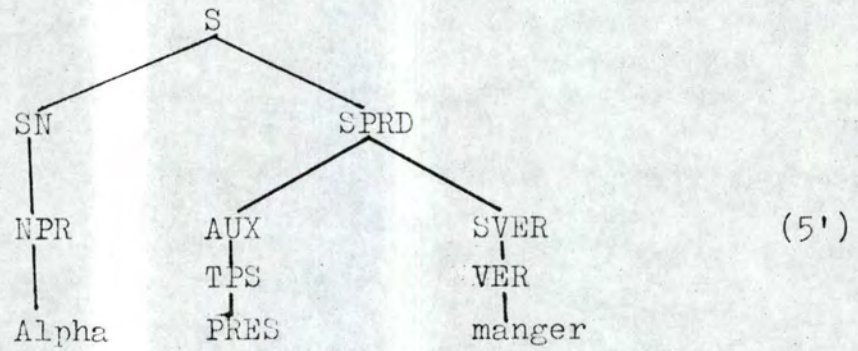 S
SN SPRD
NPR AUX SVER (5')
TPS VER
Alpha PRES manger